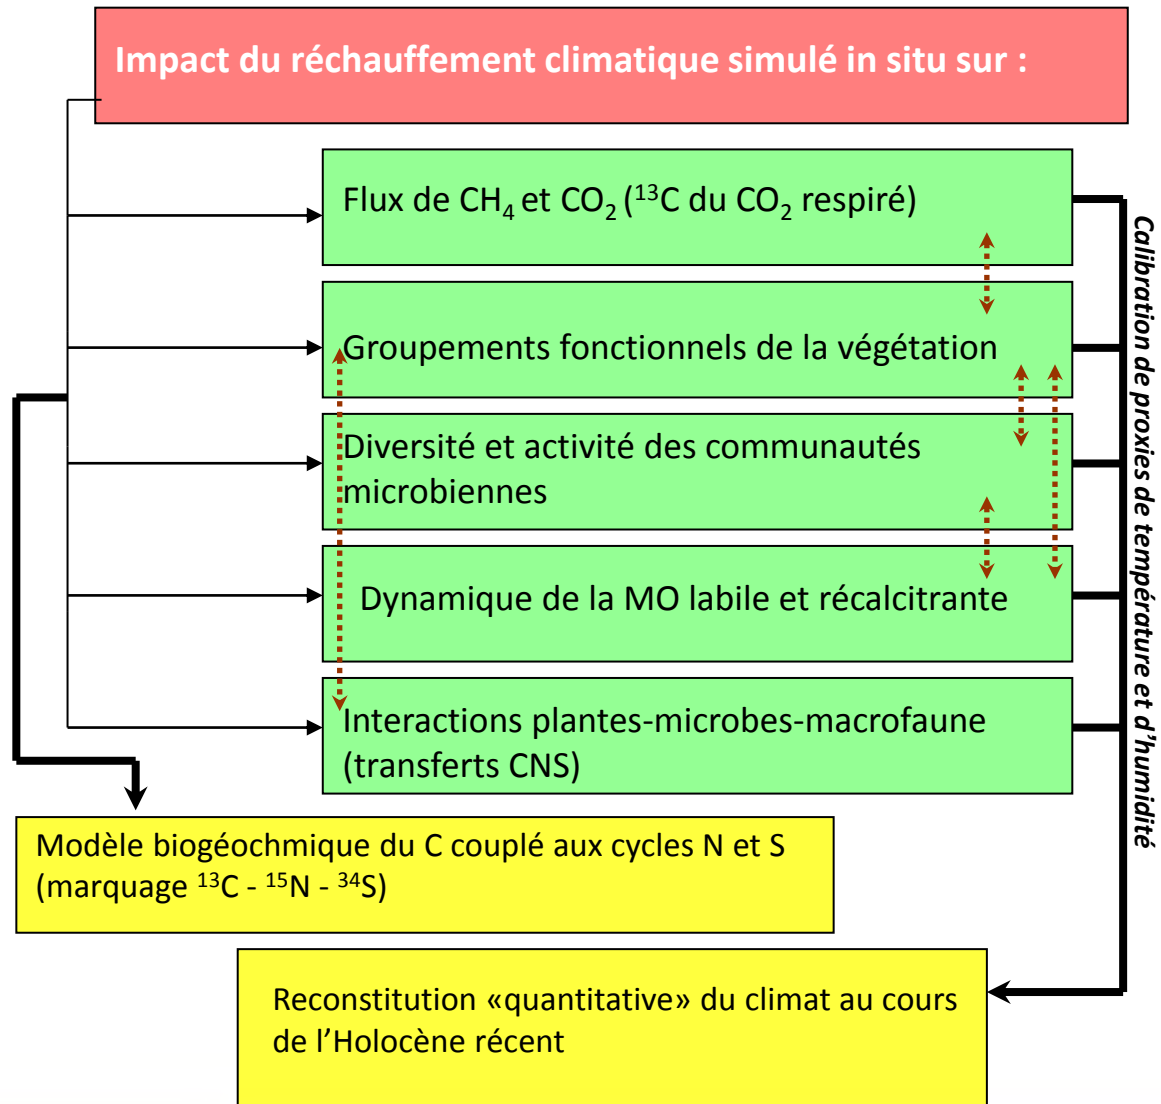 Impact du réchauffement climatique simulé in situ sur :
Flux de CH₄ et CO₂ (¹³C du CO₂ respiré)
Groupements fonctionnels de la végétation
Diversité et activité des communautés
microbiennes
Dynamique de la MO labile et récalcitrante
Interactions plantes-microbes-macrofaune
(transferts CNS)
Calibration de proxies de température et d'humidité
Modèle biogéochmique du C couplé aux cycles N et S
(marquage ¹³C - ¹⁵N - ³⁴S)
Reconstitution «quantitative» du climat au cours
de l'Holocène récent